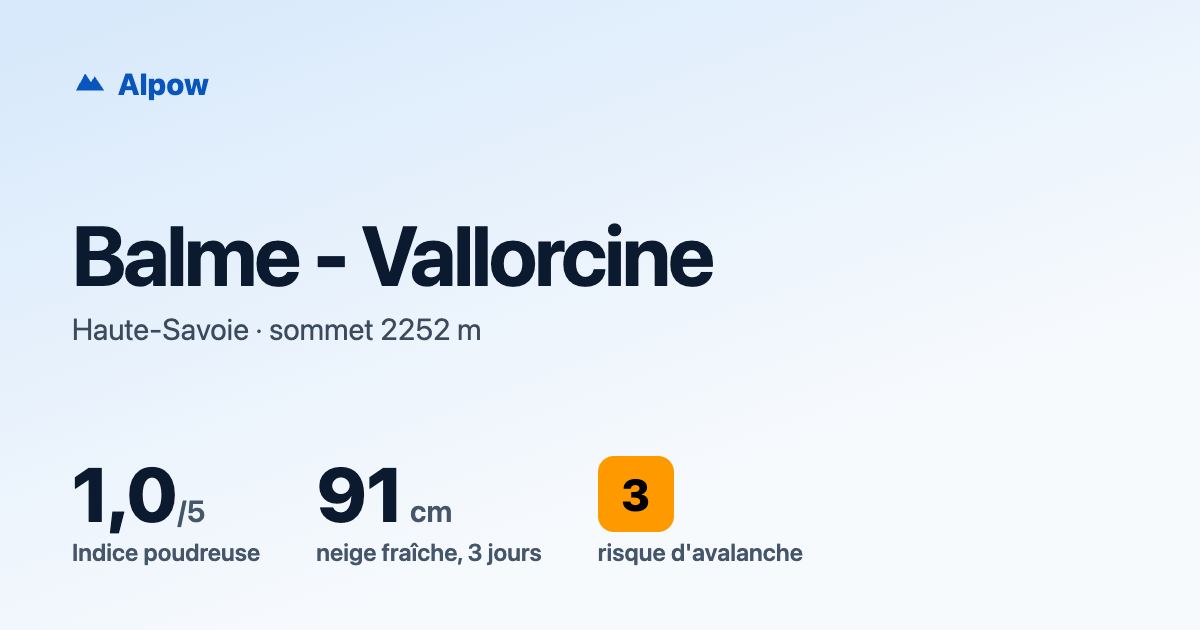 Alpow
Balme - Vallorcine
Haute-Savoie · sommet 2252 m
1,0/5 91 cm 3
Indice poudreuse neige fraîche, 3 jours risque d'avalanche